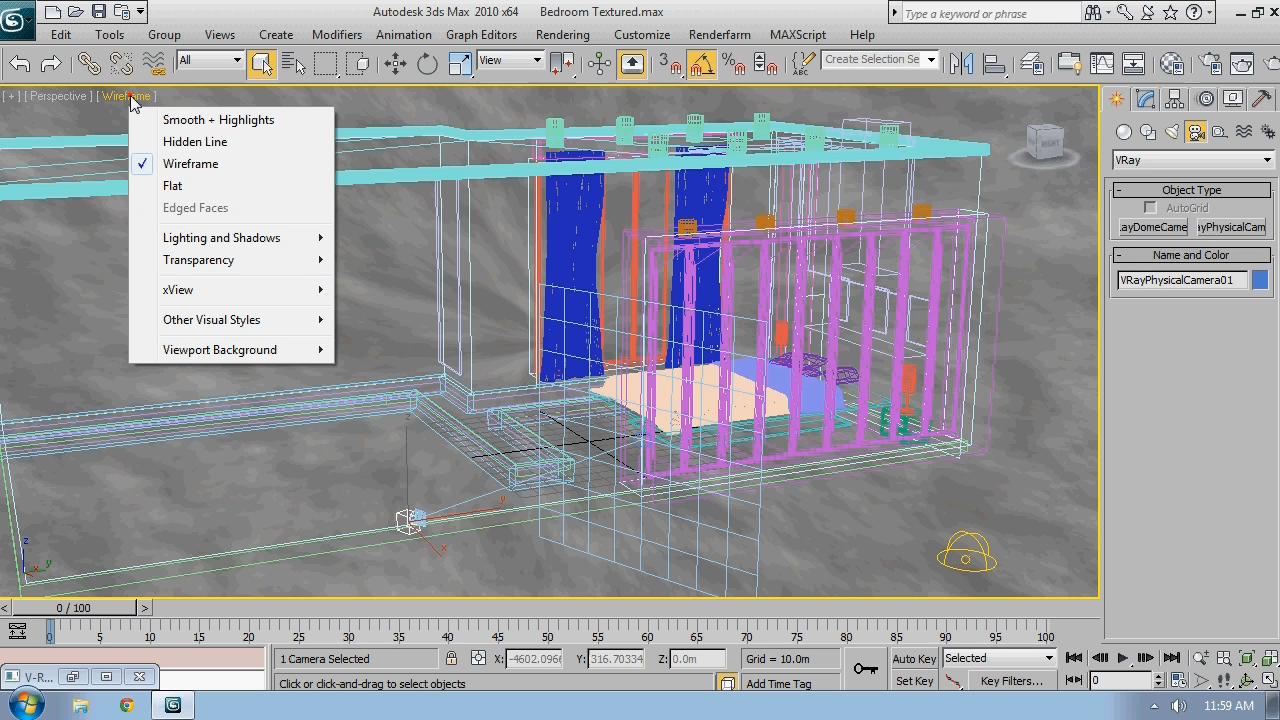 Autodesk 3ds Max 2010 x64 Bedroom Textured.max
Type a keyword or phrase
Edit Tools Group Views Create Modifiers Animation Graph Editors Rendering Customize Renderfarm MAXScript Help
All
View
3
ABC
Create Selection Se
[ + ] [ Perspective ] [ Wireframe ]
Smooth + Highlights
Hidden Line
Wireframe
Flat
Edged Faces
Lighting and Shadows
Transparency
xView
Other Visual Styles
Viewport Background
RIGHT
VRay
- Object Type
AutoGrid
.ayDomeCame ıyPhysicalCam
- Name and Color
VRayPhysicalCamera01
y
x
z
x y
< 0 / 100 >
0 5 10 15 20 25 30 35 40 45 50 55 60 65 70 75 80 85 90 95 100
1 Camera Selected X: -4602.096 Y: 316.70334 Z: 0.0m Grid = 10.0m Auto Key Selected
V-R...
Click or click-and-drag to select objects Add Time Tag Set Key Key Filters... 0
11:59 AM